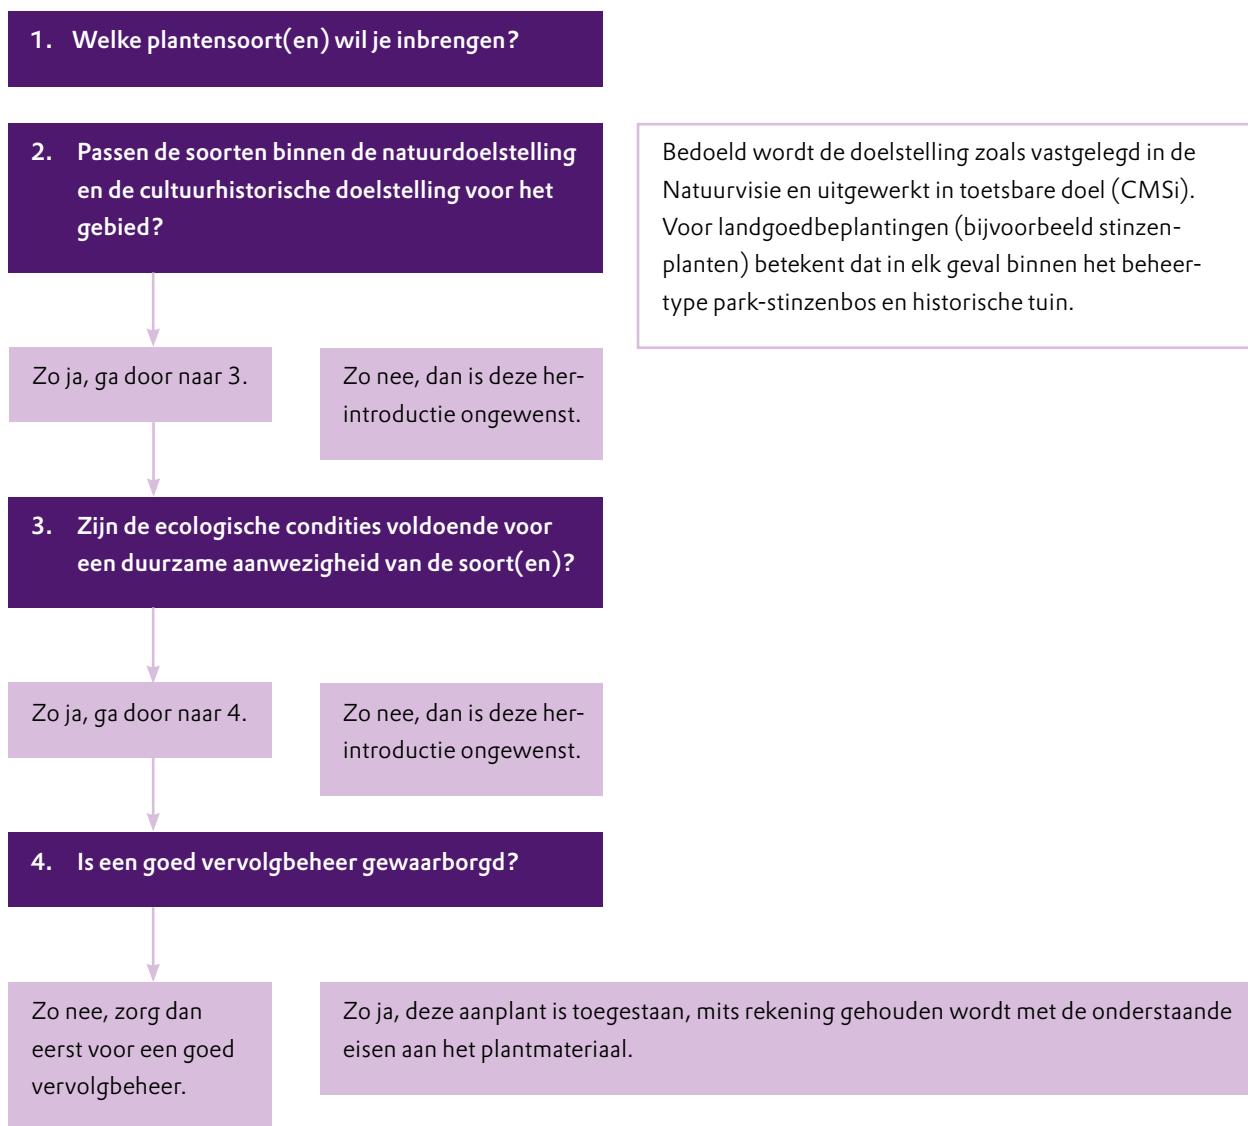 1. Welke plantensoort(en) wil je inbrengen?
2. Passen de soorten binnen de natuurdoelstelling
en de cultuurhistorische doelstelling voor het
gebied?
Bedoeld wordt de doelstelling zoals vastgelegd in de
Natuurvisie en uitgewerkt in toetsbare doel (CMSi).
Voor landgoedbeplantingen (bijvoorbeeld stinzen-
planten) betekent dat in elk geval binnen het beheer-
type park-stinzenbos en historische tuin.
Zo ja, ga door naar 3.
Zo nee, dan is deze her-
introductie ongewenst.
3. Zijn de ecologische condities voldoende voor
een duurzame aanwezigheid van de soort(en)?
Zo ja, ga door naar 4.
Zo nee, dan is deze her-
introductie ongewenst.
4. Is een goed vervolgbeheer gewaarborgd?
Zo nee, zorg dan
eerst voor een goed
vervolgbeheer.
Zo ja, deze aanplant is toegestaan, mits rekening gehouden wordt met de onderstaande
eisen aan het plantmateriaal.